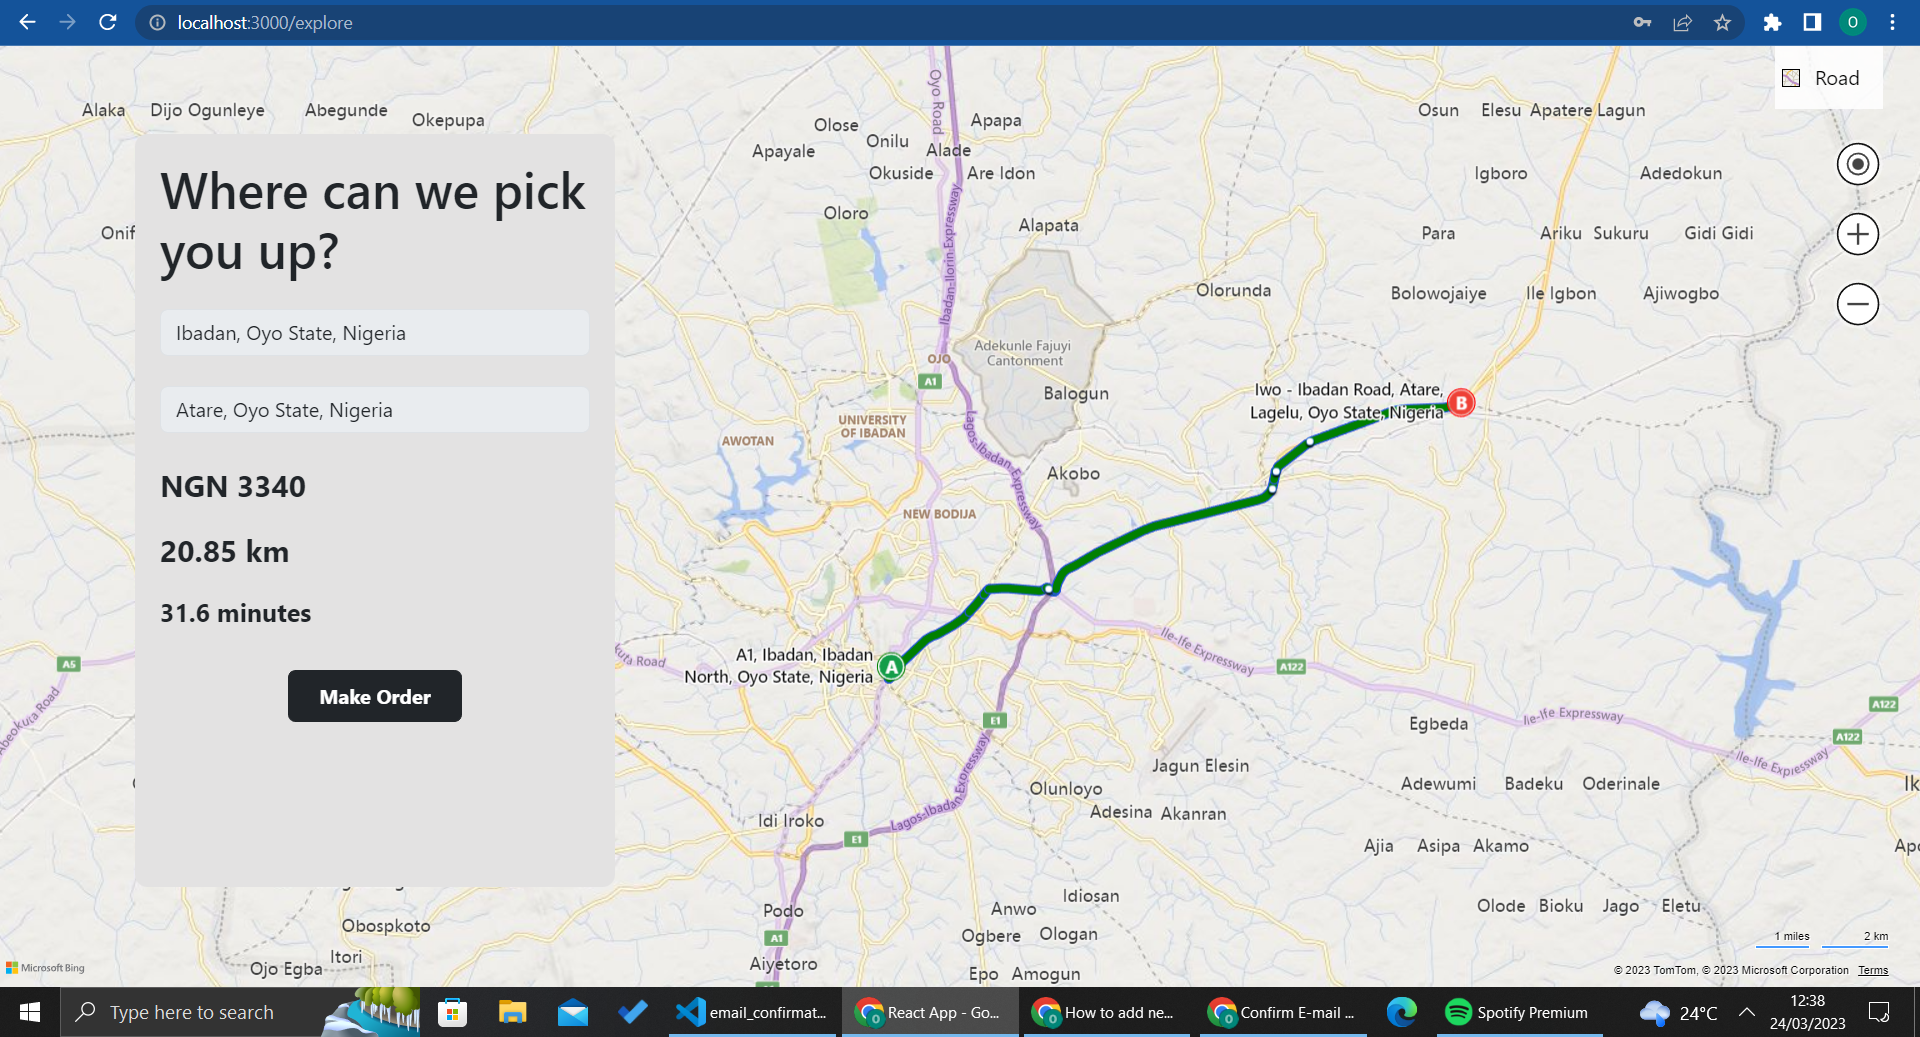 localhost:3000/explore
O
Road
Alaka
Dijo Ogunleye
Abegunde
Okepupa
Olose
Onilu
Apapa
Apayale
Alade
Okuside
Are Idon
Oyo Road
Osun
Elesu
Apatere
Lagun
Igboro
Adedokun
Where can we pick
you up?
Ibadan, Oyo State, Nigeria
Atare, Oyo State, Nigeria
NGN 3340
20.85 km
31.6 minutes
Make Order
Onif
Oloro
Alapata
Ibadan-Ilorin-Expressway
Para
Ariku
Sukuru
Gidi Gidi
Olorunda
Bolowojaiye
Ile Igbon
Ajiwogbo
Adekunle Fajuyi
Cantonment
OJO
A1
Balogun
Iwo - Ibadan Road, Atare,
Lagelu, Oyo State, Nigeria
B
UNIVERSITY
OF IBADAN
AWOTAN
Lagos-Ibadan-Expressway
Akobo
NEW BODIJA
A1, Ibadan, Ibadan
North, Oyo State, Nigeria
A
A5
Abeokuta Road
kuta Road
Ile-Ife Expressway
A122
E1
Egbeda
Ile-Ife Expressway
A122
A122
Ile-Ife Expressway
Jagun Elesin
Olunloyo
Adesina
Akanran
Adewumi
Badeku
Oderinale
Ik
Idi Iroko
E1
Lagos-Ibadan-Expressway
Ajia
Asipa
Akamo
Apo
Podo
Idiosan
Anwo
Olode
Bioku
Jago
Eletu
Obospkoto
A1
Ogbere
Ologan
1 miles
2 km
Itori
Ojo Egba
Aiyetoro
Epo
Amogun
Microsoft Bing
© 2023 TomTom, © 2023 Microsoft Corporation
Terms
Type here to search
email_confirmat...
React App - Go...
How to add ne...
Confirm E-mail ...
Spotify Premium
24°C
12:38
24/03/2023